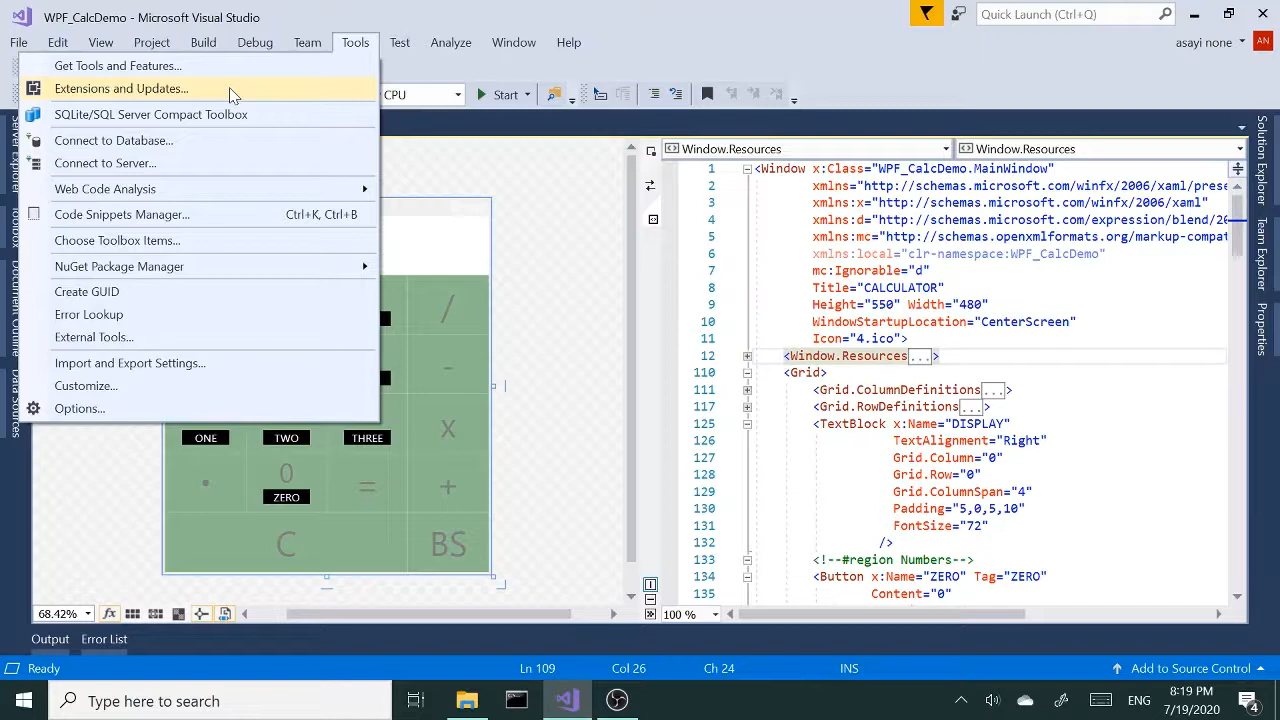 WPF_CalcDemo - Microsoft Visual Studio
Quick Launch (Ctrl+Q)
File Edit View Project Build Debug Team Tools Test Analyze Window Help
asayi none AN
Get Tools and Features...
Extensions and Updates...
SQLite/SQL Server Compact Toolbox
Connect to Database...
Connect to Server...
Web Code Analysis
Code Snippets Manager... Ctrl+K, Ctrl+B
Choose Toolbox Items...
NuGet Package Manager
Create GUID
Error Lookup
External Tools...
Import and Export Settings...
Customize...
Options...
CPU Start
Window.Resources Window.Resources
1 <Window x:Class="WPF_CalcDemo.MainWindow"
2 xmlns="http://schemas.microsoft.com/winfx/2006/xaml/prese
3 xmlns:x="http://schemas.microsoft.com/winfx/2006/xaml"
4 xmlns:d="http://schemas.microsoft.com/expression/blend/20
5 xmlns:mc="http://schemas.openxmlformats.org/markup-compat
6 xmlns:local="clr-namespace:WPF_CalcDemo"
7 mc:Ignorable="d"
8 Title="CALCULATOR"
9 Height="550" Width="480"
10 WindowStartupLocation="CenterScreen"
11 Icon="4.ico">
12 <Window.Resources...>
110 <Grid>
111 <Grid.ColumnDefinitions...>
117 <Grid.RowDefinitions...>
125 <TextBlock x:Name="DISPLAY"
126 TextAlignment="Right"
127 Grid.Column="0"
128 Grid.Row="0"
129 Grid.ColumnSpan="4"
130 Padding="5,0,5,10"
131 FontSize="72"
132 />
133 <!--#region Numbers-->
134 <Button x:Name="ZERO" Tag="ZERO"
135 Content="0"
/
-
ONE TWO THREE X
. 0 = +
ZERO
C BS
Solution Explorer
Team Explorer
Properties
68.42%
100 %
Output Error List
Ready Ln 109 Col 26 Ch 24 INS Add to Source Control
Type here to search
ENG
8:19 PM
7/19/2020
4